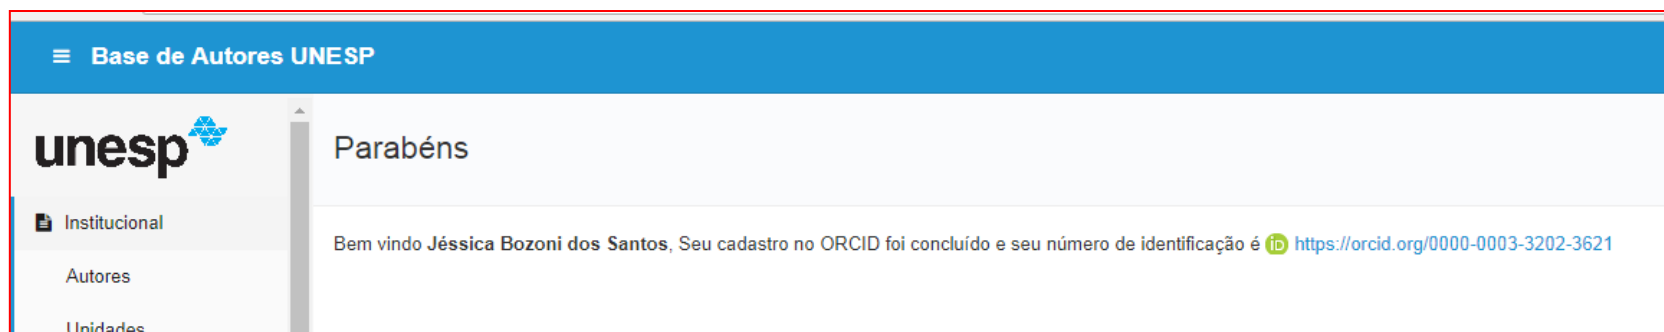 ≡ Base de Autores UNESP
unesp
Parabéns
Institucional
Bem vindo Jéssica Bozoni dos Santos, Seu cadastro no ORCID foi concluído e seu número de identificação é iD https://orcid.org/0000-0003-3202-3621
Autores
Unidades